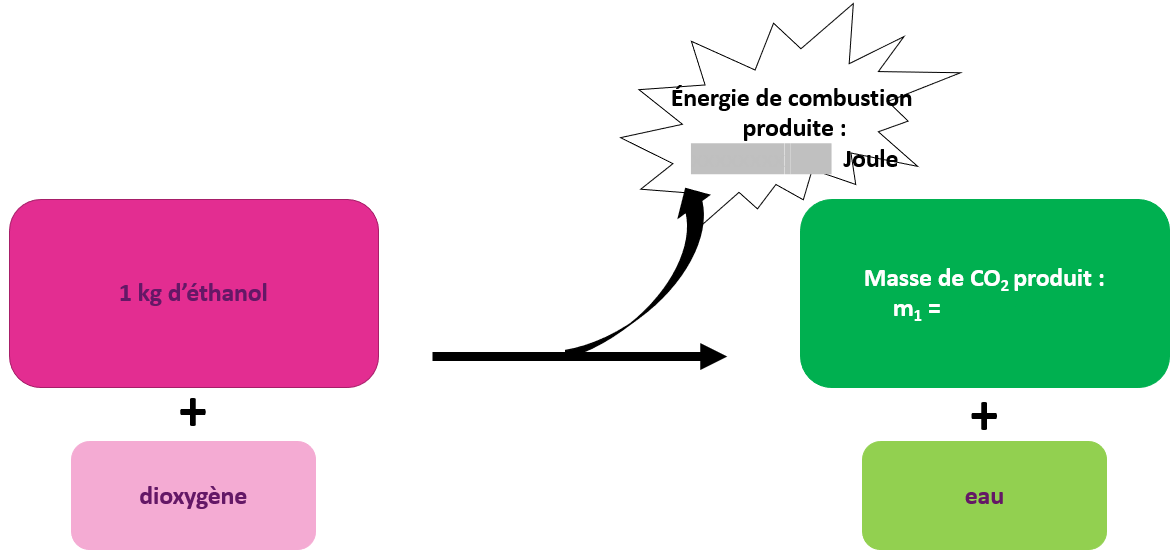 Énergie de combustion
produite :
Joule
1 kg d’éthanol
Masse de CO₂ produit :
m₁ =
+
+
dioxygène
eau